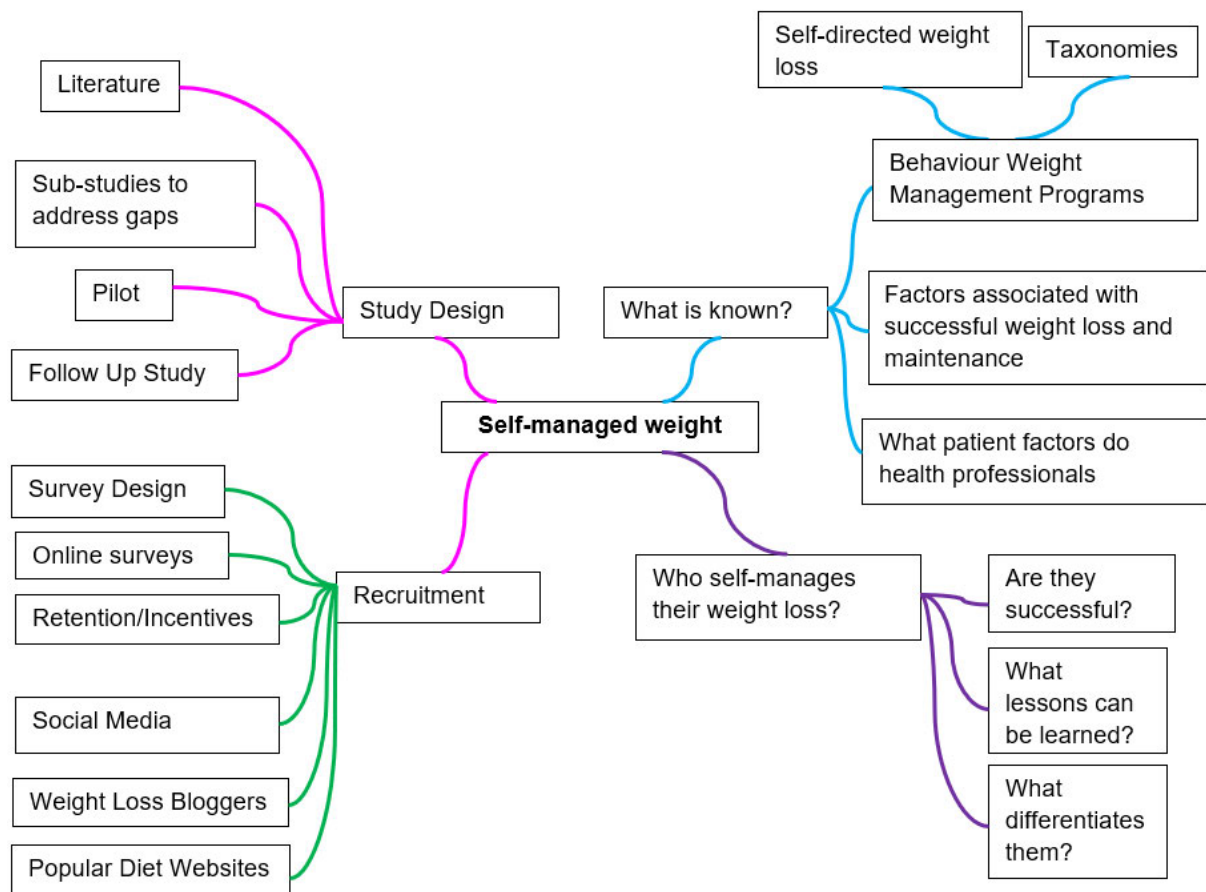 Self-directed weight
loss
Taxonomies
Literature
Behaviour Weight
Management Programs
Sub-studies to
address gaps
Pilot
Study Design
What is known?
Factors associated with
successful weight loss and
maintenance
Follow Up Study
Self-managed weight
What patient factors do
health professionals
Survey Design
Online surveys
Retention/Incentives
Recruitment
Who self-manages
their weight loss?
Are they
successful?
What
lessons can
be learned?
Social Media
Weight Loss Bloggers
What
differentiates
them?
Popular Diet Websites